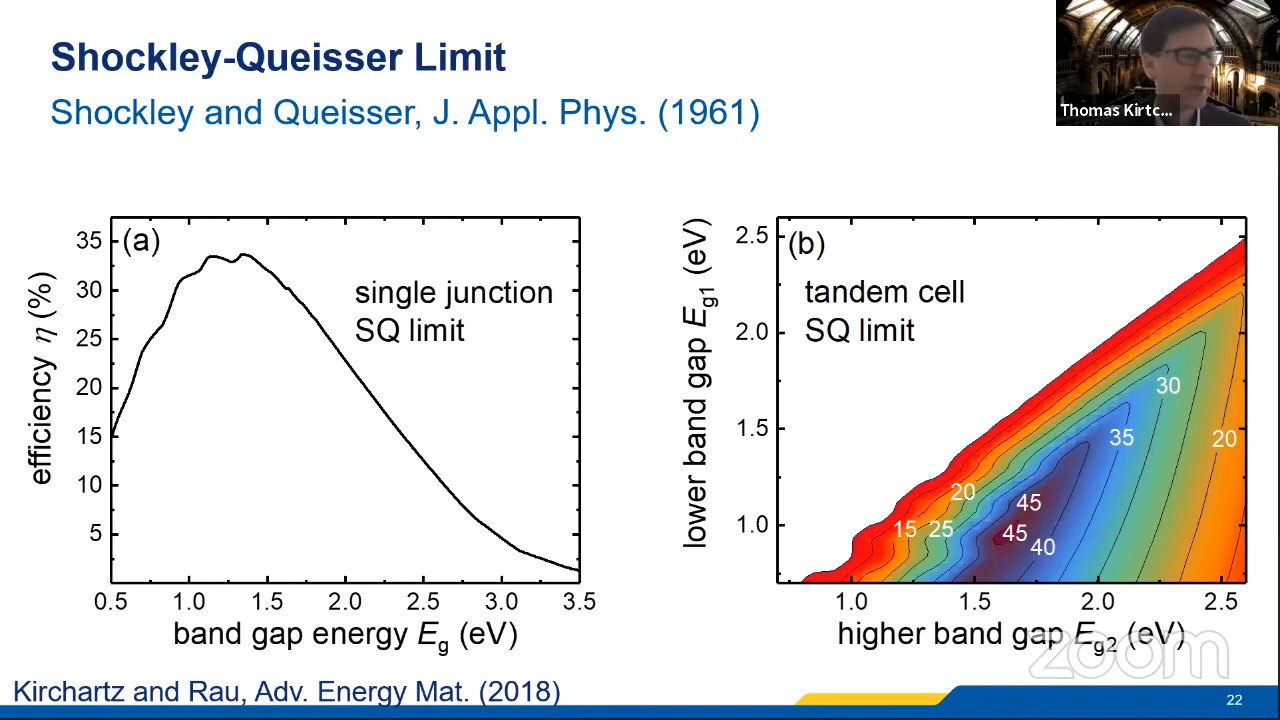 Shockley-Queisser Limit
Shockley and Queisser, J. Appl. Phys. (1961)
Thomas Kirtc...
(a)
single junction
SQ limit
efficiency η (%)
35
30
25
20
15
10
5
0.5 1.0 1.5 2.0 2.5 3.0 3.5
band gap energy Eg (eV)
(b)
tandem cell
SQ limit
lower band gap Eg1 (eV)
2.5
2.0
1.5
1.0
30
35
20
20
45
15 25 45
40
1.0 1.5 2.0 2.5
higher band gap Eg2 (eV)
zoom
Kirchartz and Rau, Adv. Energy Mat. (2018)
22